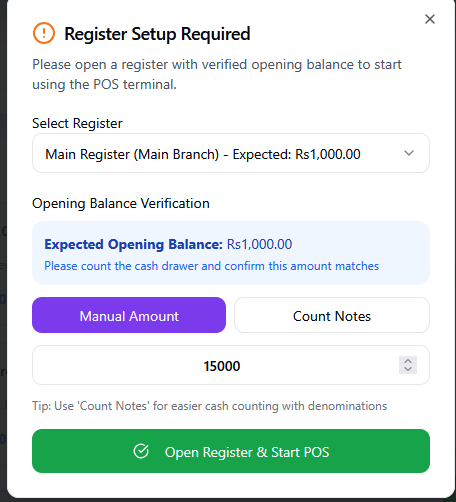 Register Setup Required
Please open a register with verified opening balance to start
using the POS terminal.
Select Register
Main Register (Main Branch) - Expected: Rs1,000.00
Opening Balance Verification
Expected Opening Balance: Rs1,000.00
Please count the cash drawer and confirm this amount matches
Manual Amount
Count Notes
15000
Tip: Use 'Count Notes' for easier cash counting with denominations
Open Register & Start POS